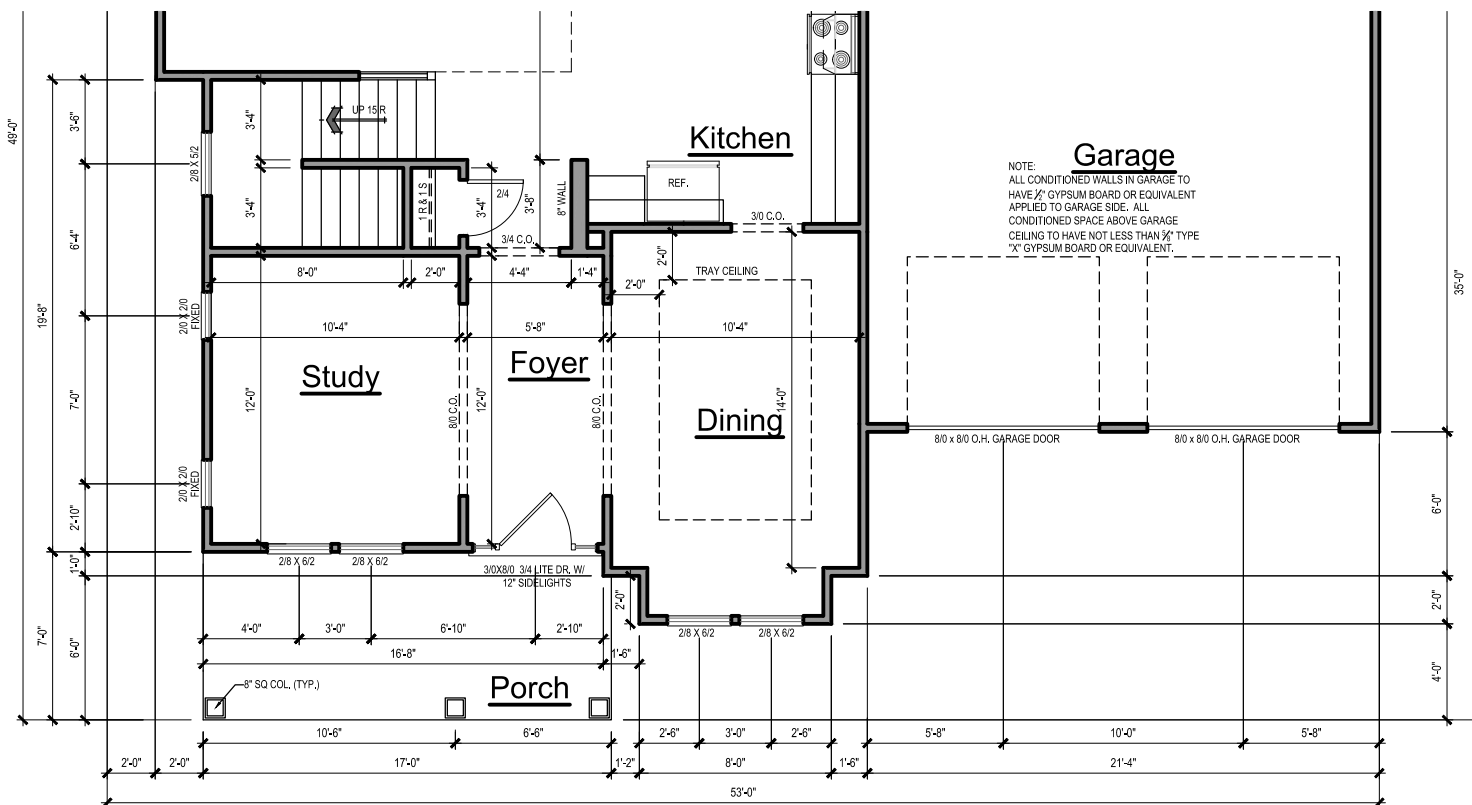 49'-0"
19'-8"
7'-0"
3'-6"
6'-4"
7'-0"
2'-10"
1'-0"
6'-0"
3'-4"
3'-4"
UP 15 R
2/8 X 5/2
1 R & 1 S
3'-4"
2/4
3'-8"
8" WALL
3/4 C.O.
Kitchen
REF.
3/0 C.O.
Garage
NOTE:
ALL CONDITIONED WALLS IN GARAGE TO
HAVE ½" GYPSUM BOARD OR EQUIVALENT
APPLIED TO GARAGE SIDE. ALL
CONDITIONED SPACE ABOVE GARAGE
CEILING TO HAVE NOT LESS THAN ⅝" TYPE
"X" GYPSUM BOARD OR EQUIVALENT.
35'-0"
8'-0"
2'-0"
4'-4"
1'-4"
2'-0"
2'-0"
TRAY CEILING
2/0 X 2/0
FIXED
10'-4"
5'-8"
10'-4"
Study
Foyer
Dining
12'-0"
8/0 C.O.
12'-0"
8/0 C.O.
14'-0"
8/0 x 8/0 O.H. GARAGE DOOR
8/0 x 8/0 O.H. GARAGE DOOR
2/0 X 2/0
FIXED
2/8 X 6/2
2/8 X 6/2
3/0X8/0 3/4 LITE DR. W/
12" SIDELIGHTS
2'-0"
6'-0"
2'-0"
4'-0"
2/8 X 6/2
2/8 X 6/2
4'-0"
3'-0"
6'-10"
2'-10"
16'-8"
1'-6"
8" SQ COL. (TYP.)
Porch
10'-6"
6'-6"
2'-6"
3'-0"
2'-6"
5'-8"
10'-0"
5'-8"
2'-0"
2'-0"
17'-0"
1'-2"
8'-0"
1'-6"
21'-4"
53'-0"